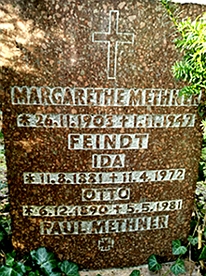 MARGARETHE METHNER
* 26.11.1903 † 1.11.1947
FEINDT
IDA
* 11.8.1881 † 11.4.1972
OTTO
* 6.12.1890 † 5.5.1981
PAUL METHNER